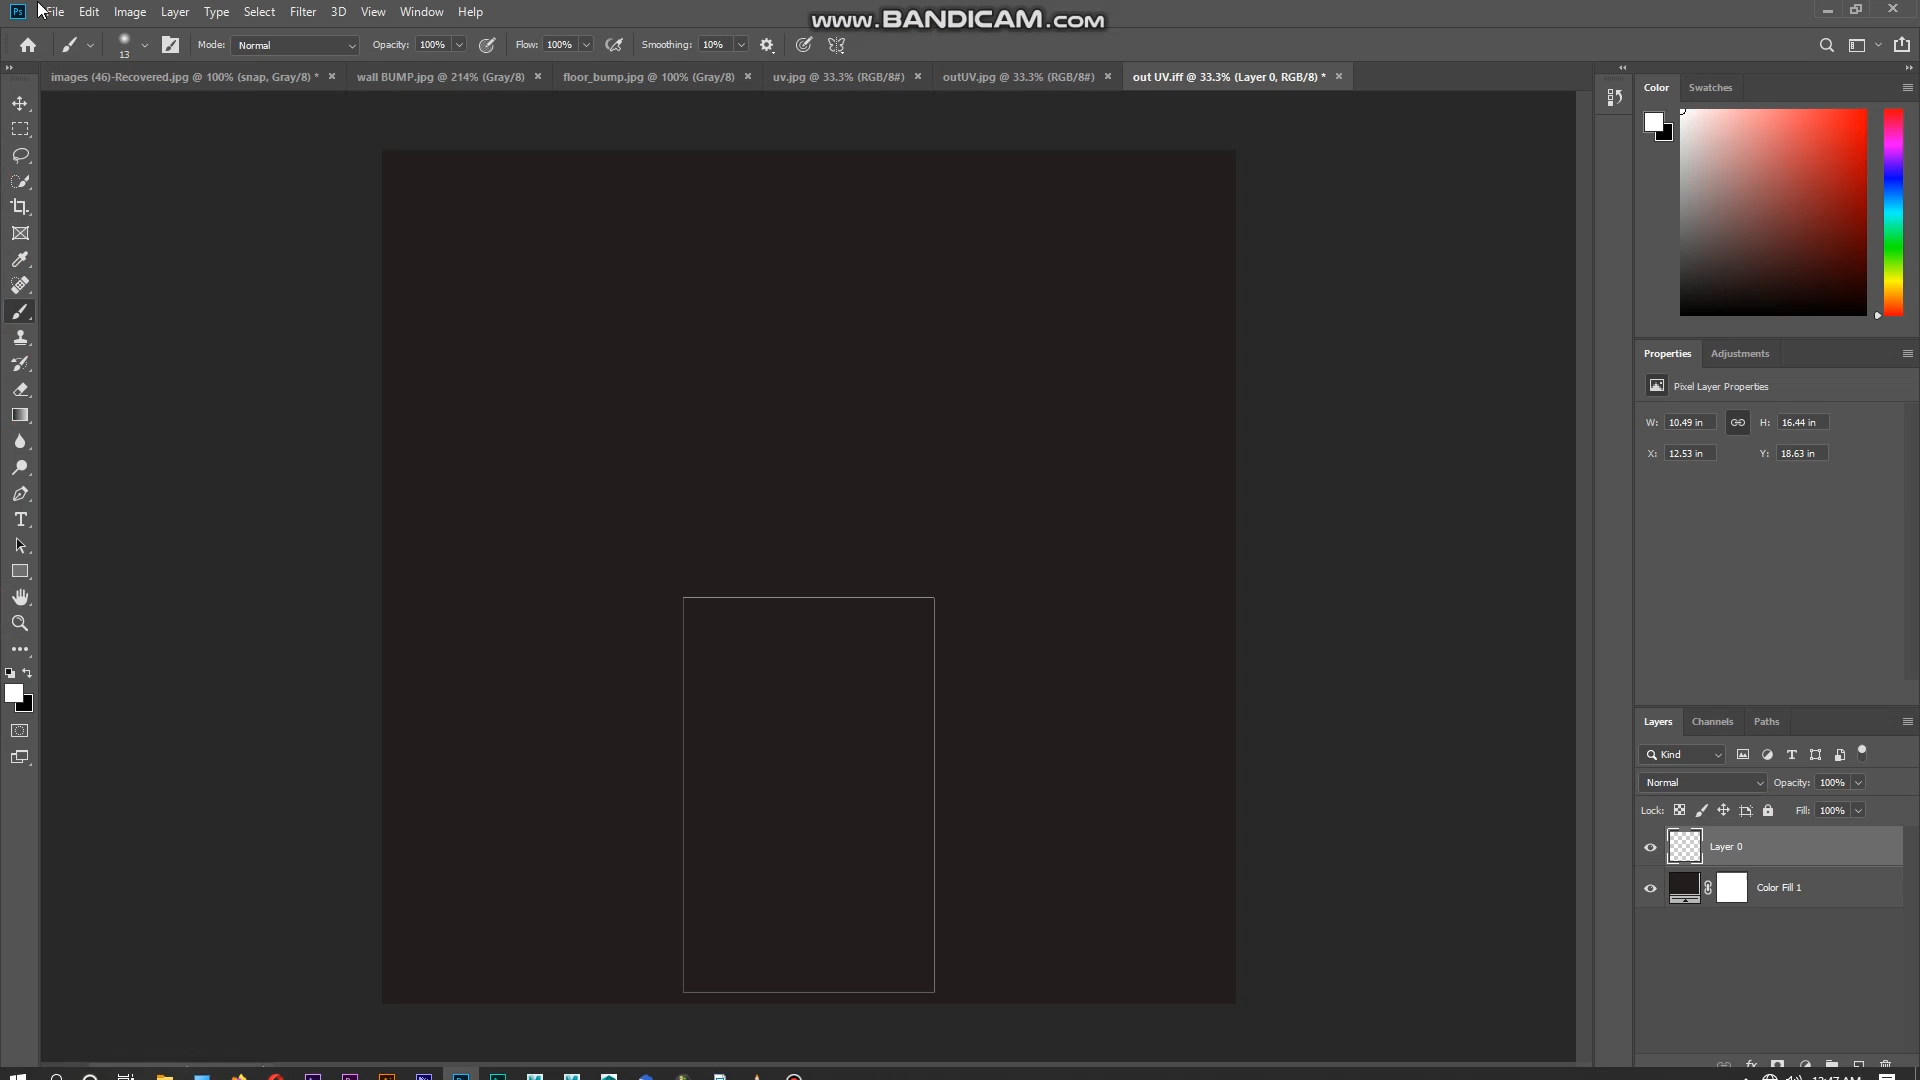 Ps File Edit Image Layer Type Select Filter 3D View Window Help
www.BANDICAM.com
13 Mode: Normal Opacity: 100% Flow: 100% Smoothing: 10%
images (46)-Recovered.jpg @ 100% (snap, Gray/8) * wall BUMP.jpg @ 214% (Gray/8) floor_bump.jpg @ 100% (Gray/8) uv.jpg @ 33.3% (RGB/8#) outUV.jpg @ 33.3% (RGB/8#) out UV.iff @ 33.3% (Layer 0, RGB/8) *
Color Swatches
Properties Adjustments
Pixel Layer Properties
W: 10.49 in H: 16.44 in
X: 12.53 in Y: 18.63 in
Layers Channels Paths
Kind
Normal Opacity: 100%
Lock: Fill: 100%
Layer 0
Color Fill 1